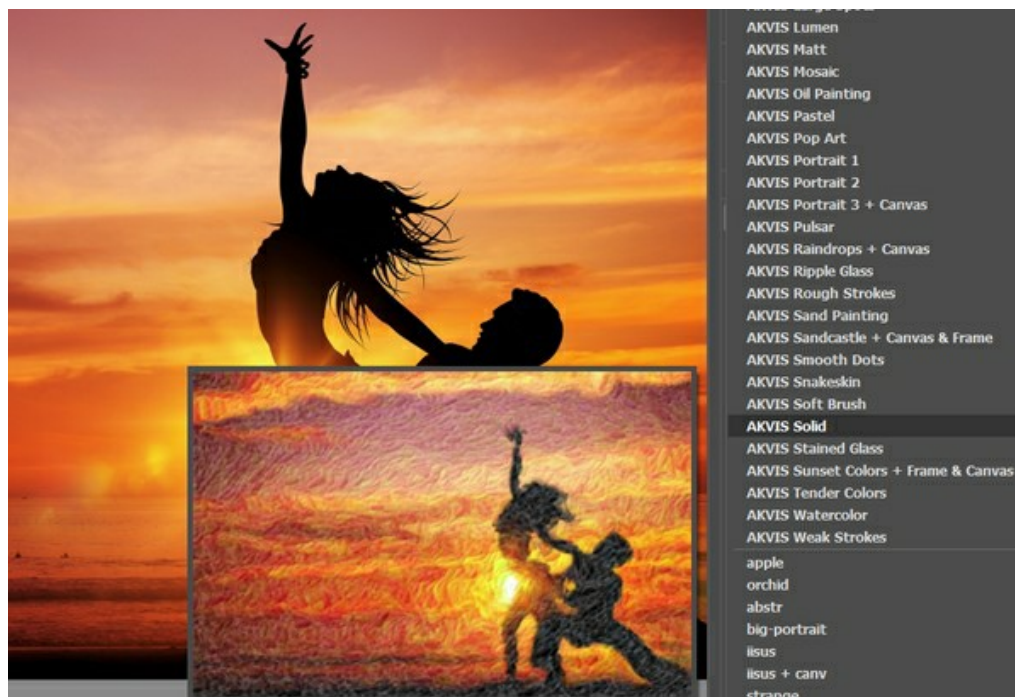 AKVIS Lumen
AKVIS Matt
AKVIS Mosaic
AKVIS Oil Painting
AKVIS Pastel
AKVIS Pop Art
AKVIS Portrait 1
AKVIS Portrait 2
AKVIS Portrait 3 + Canvas
AKVIS Pulsar
AKVIS Raindrops + Canvas
AKVIS Ripple Glass
AKVIS Rough Strokes
AKVIS Sand Painting
AKVIS Sandcastle + Canvas & Frame
AKVIS Smooth Dots
AKVIS Snakeskin
AKVIS Soft Brush
AKVIS Solid
AKVIS Stained Glass
AKVIS Sunset Colors + Frame & Canvas
AKVIS Tender Colors
AKVIS Watercolor
AKVIS Weak Strokes
apple
orchid
abstr
big-portrait
iisus
iisus + canv
strange